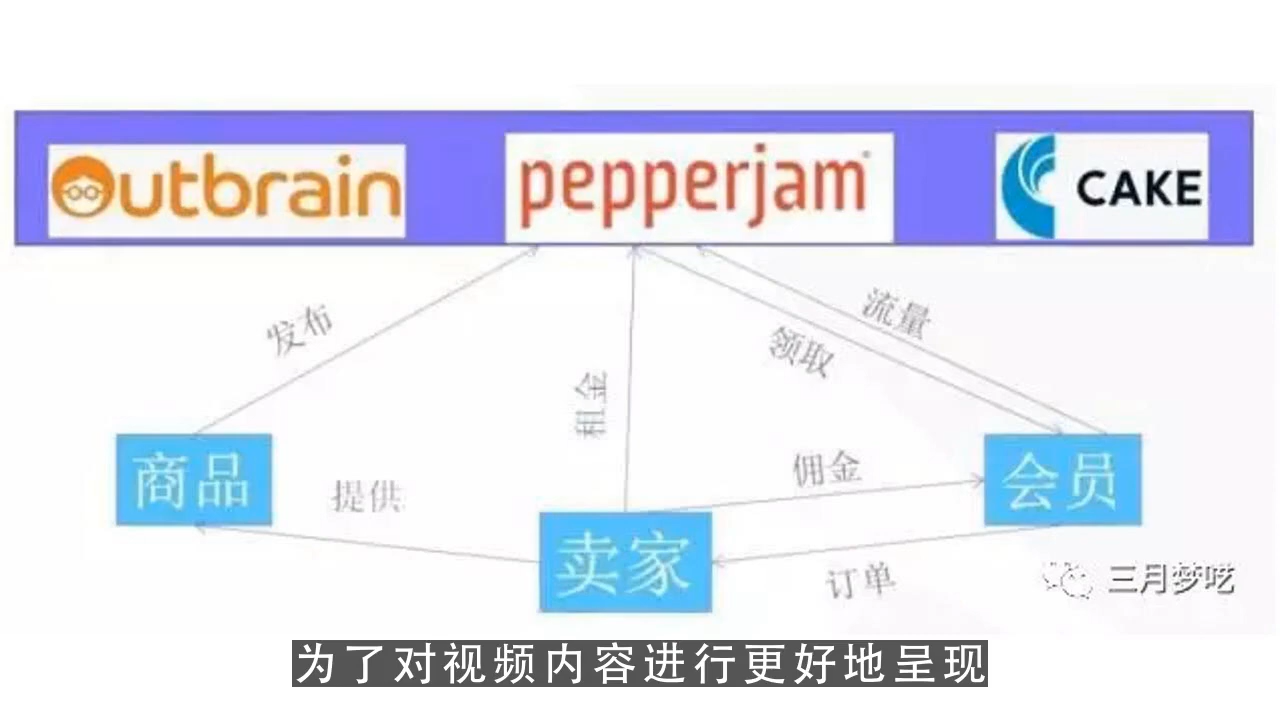 Outbrain
pepperjam
CAKE
发布
租金
领取
流量
商品
提供
卖家
佣金
会员
订单
三月梦呓
为了对视频内容进行更好地呈现